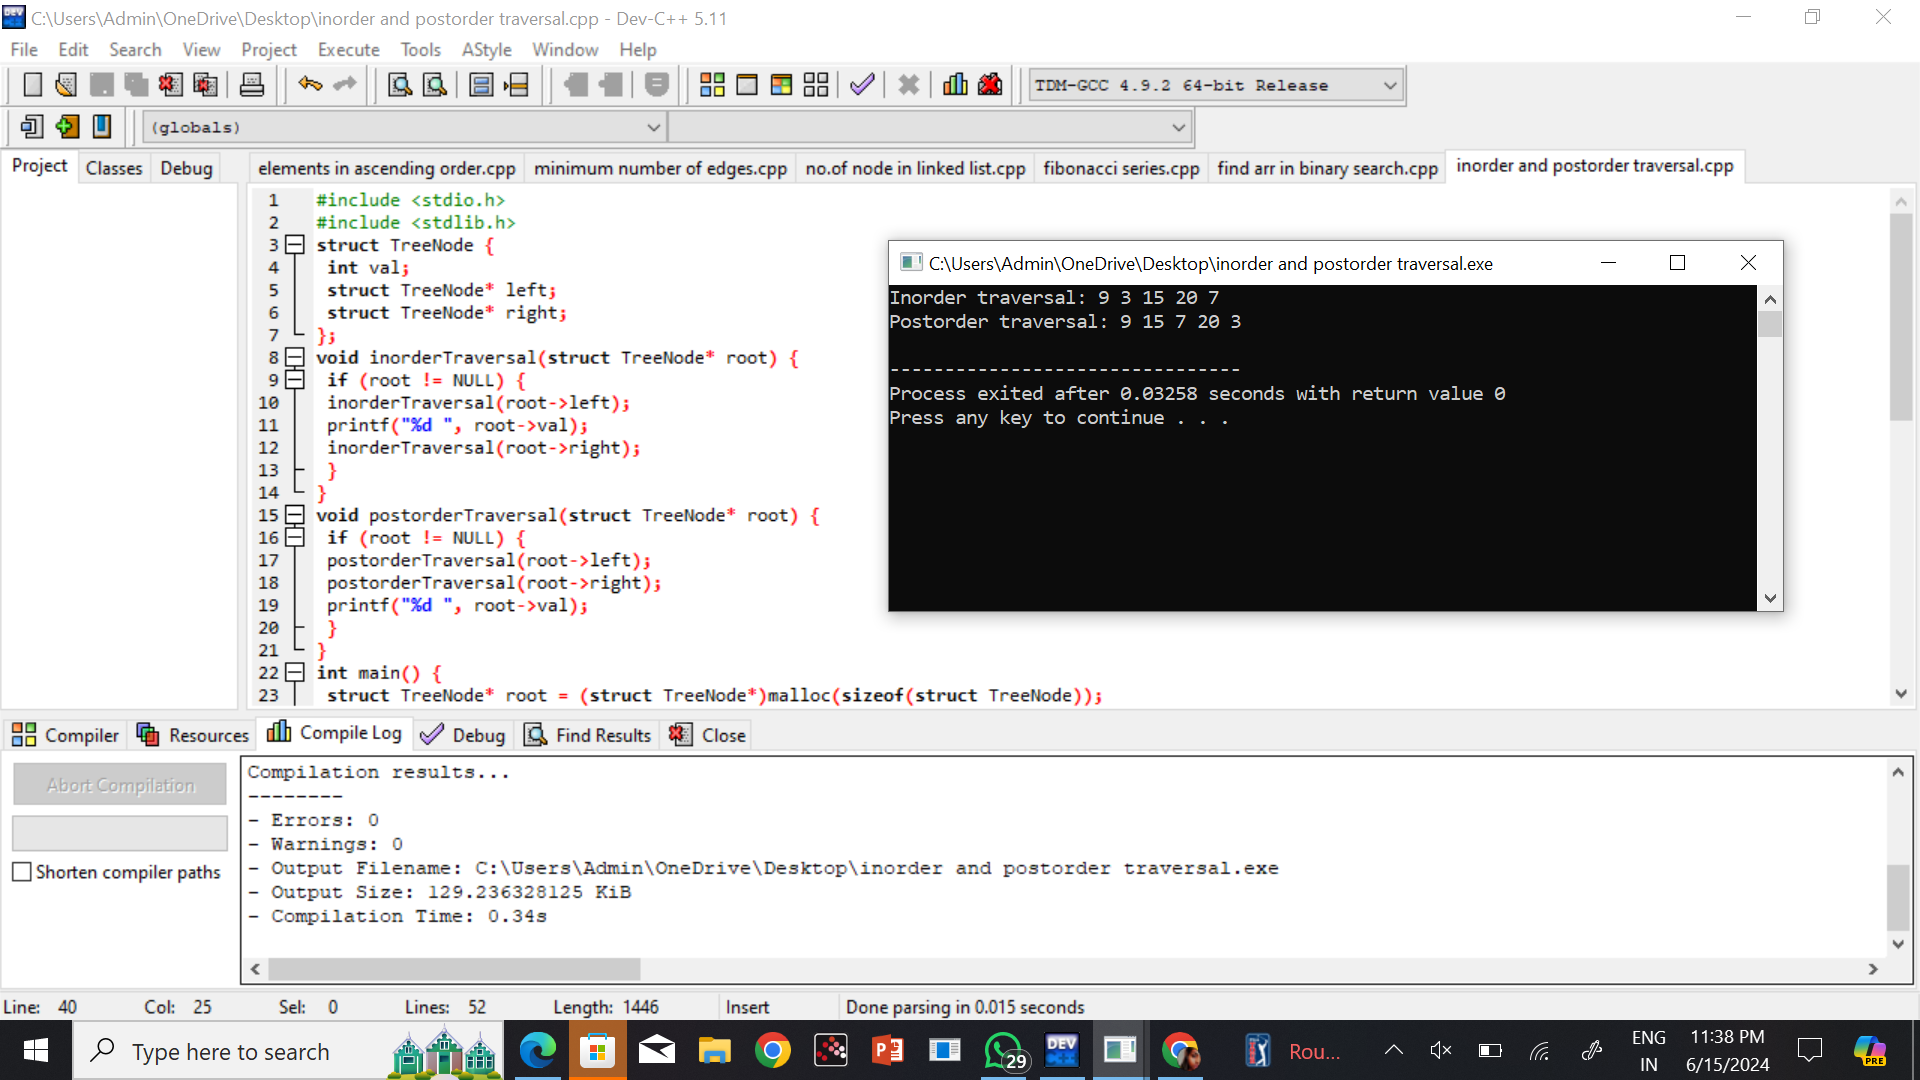 C:\Users\Admin\OneDrive\Desktop\inorder and postorder traversal.cpp - Dev-C++ 5.11
File Edit Search View Project Execute Tools AStyle Window Help
TDM-GCC 4.9.2 64-bit Release
(globals)
Project Classes Debug
elements in ascending order.cpp minimum number of edges.cpp no.of node in linked list.cpp fibonacci series.cpp find arr in binary search.cpp inorder and postorder traversal.cpp
1 #include <stdio.h>
2 #include <stdlib.h>
3 struct TreeNode {
4 int val;
5 struct TreeNode* left;
6 struct TreeNode* right;
7 };
8 void inorderTraversal(struct TreeNode* root) {
9 if (root != NULL) {
10 inorderTraversal(root->left);
11 printf("%d ", root->val);
12 inorderTraversal(root->right);
13 }
14 }
15 void postorderTraversal(struct TreeNode* root) {
16 if (root != NULL) {
17 postorderTraversal(root->left);
18 postorderTraversal(root->right);
19 printf("%d ", root->val);
20 }
21 }
22 int main() {
23 struct TreeNode* root = (struct TreeNode*)malloc(sizeof(struct TreeNode));
C:\Users\Admin\OneDrive\Desktop\inorder and postorder traversal.exe
Inorder traversal: 9 3 15 20 7
Postorder traversal: 9 15 7 20 3
--------------------------------
Process exited after 0.03258 seconds with return value 0
Press any key to continue . . .
Compiler Resources Compile Log Debug Find Results Close
Abort Compilation
Shorten compiler paths
Compilation results...
--------
- Errors: 0
- Warnings: 0
- Output Filename: C:\Users\Admin\OneDrive\Desktop\inorder and postorder traversal.exe
- Output Size: 129.236328125 KiB
- Compilation Time: 0.34s
Line: 40 Col: 25 Sel: 0 Lines: 52 Length: 1446 Insert Done parsing in 0.015 seconds
Type here to search
29
DEV
Rou...
ENG
IN
11:38 PM
6/15/2024
PRE